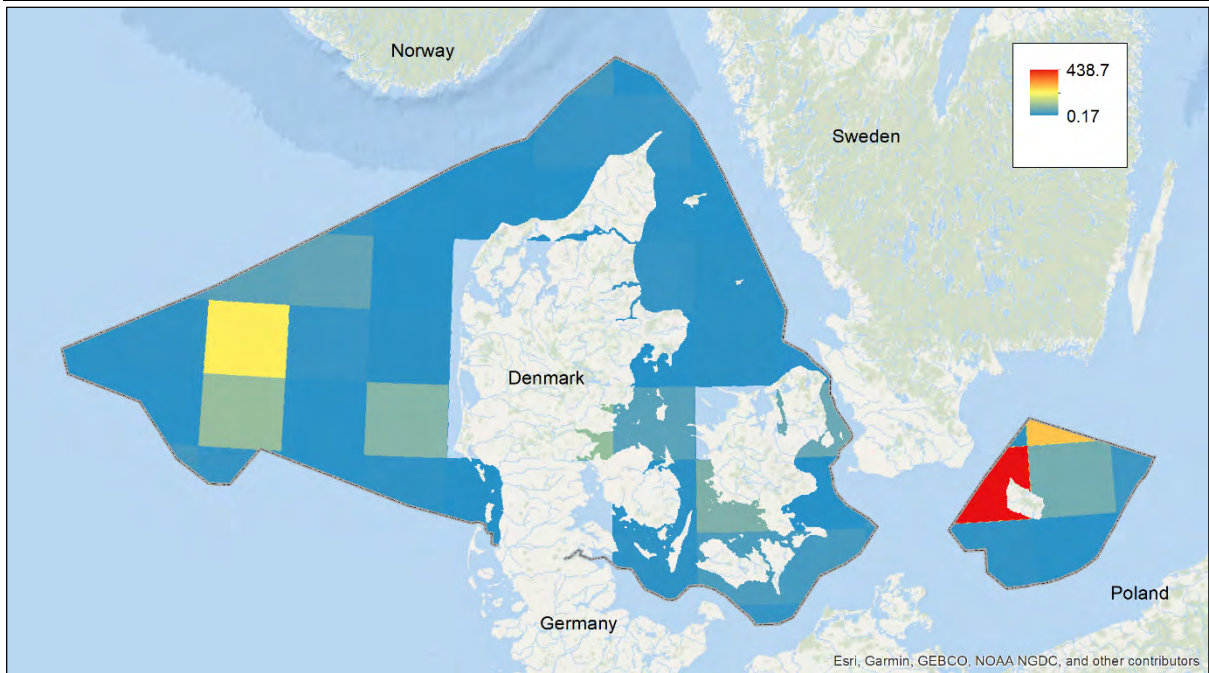 Norway
438.7
0.17
Sweden
Denmark
Poland
Germany
Esri, Garmin, GEBCO, NOAA NGDC, and other contributors